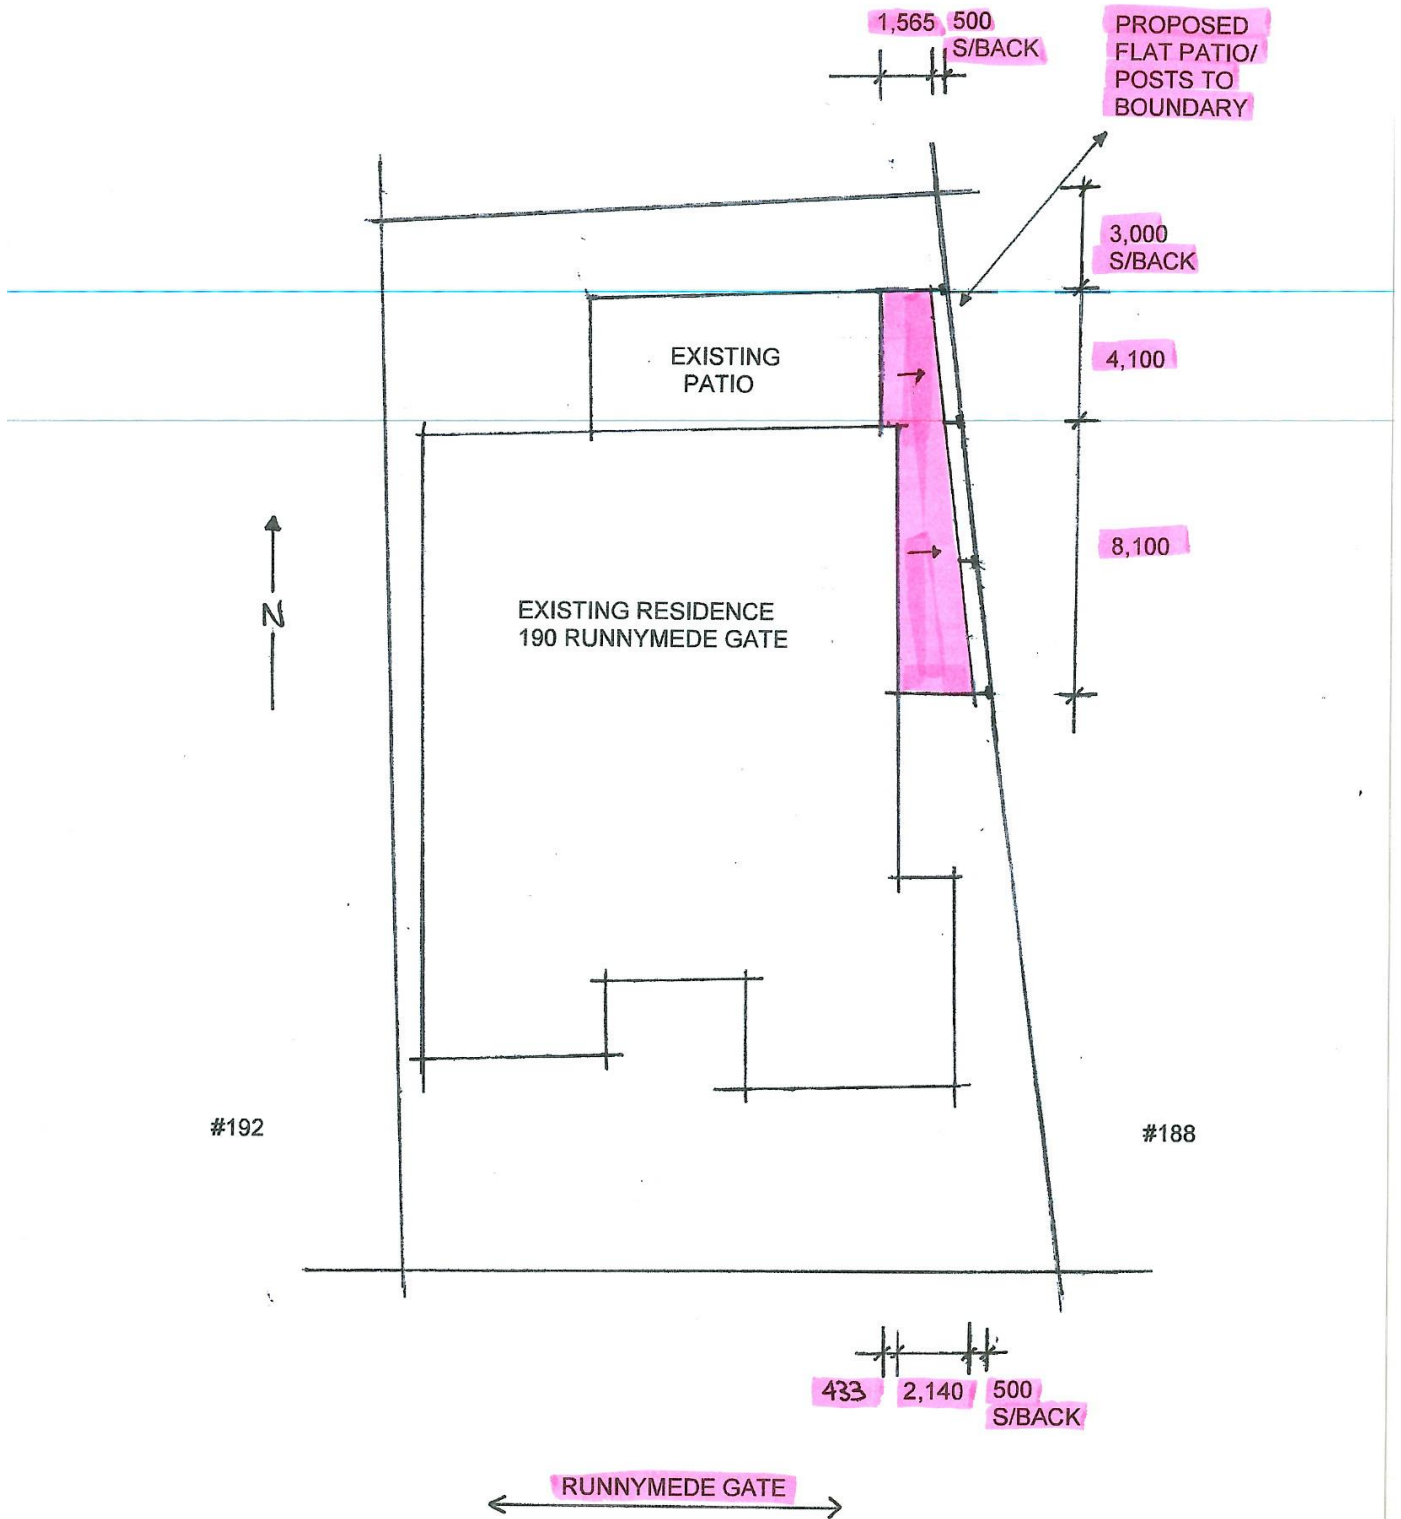 1,565 500
S/BACK
PROPOSED
FLAT PATIO/
POSTS TO
BOUNDARY
3,000
S/BACK
EXISTING
PATIO
4,100
8,100
N
EXISTING RESIDENCE
190 RUNNYMEDE GATE
#192
#188
433 2,140 500
S/BACK
RUNNYMEDE GATE